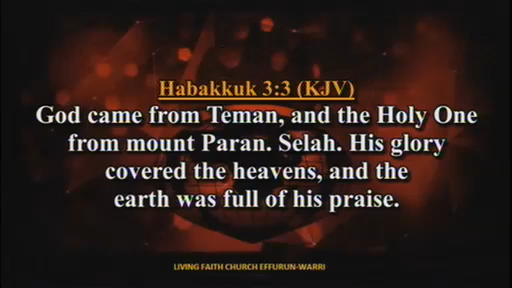 Habakkuk 3:3 (KJV)
God came from Teman, and the Holy One
from mount Paran. Selah. His glory
covered the heavens, and the
earth was full of his praise.
LIVING FAITH CHURCH EFFURUN-WARRI